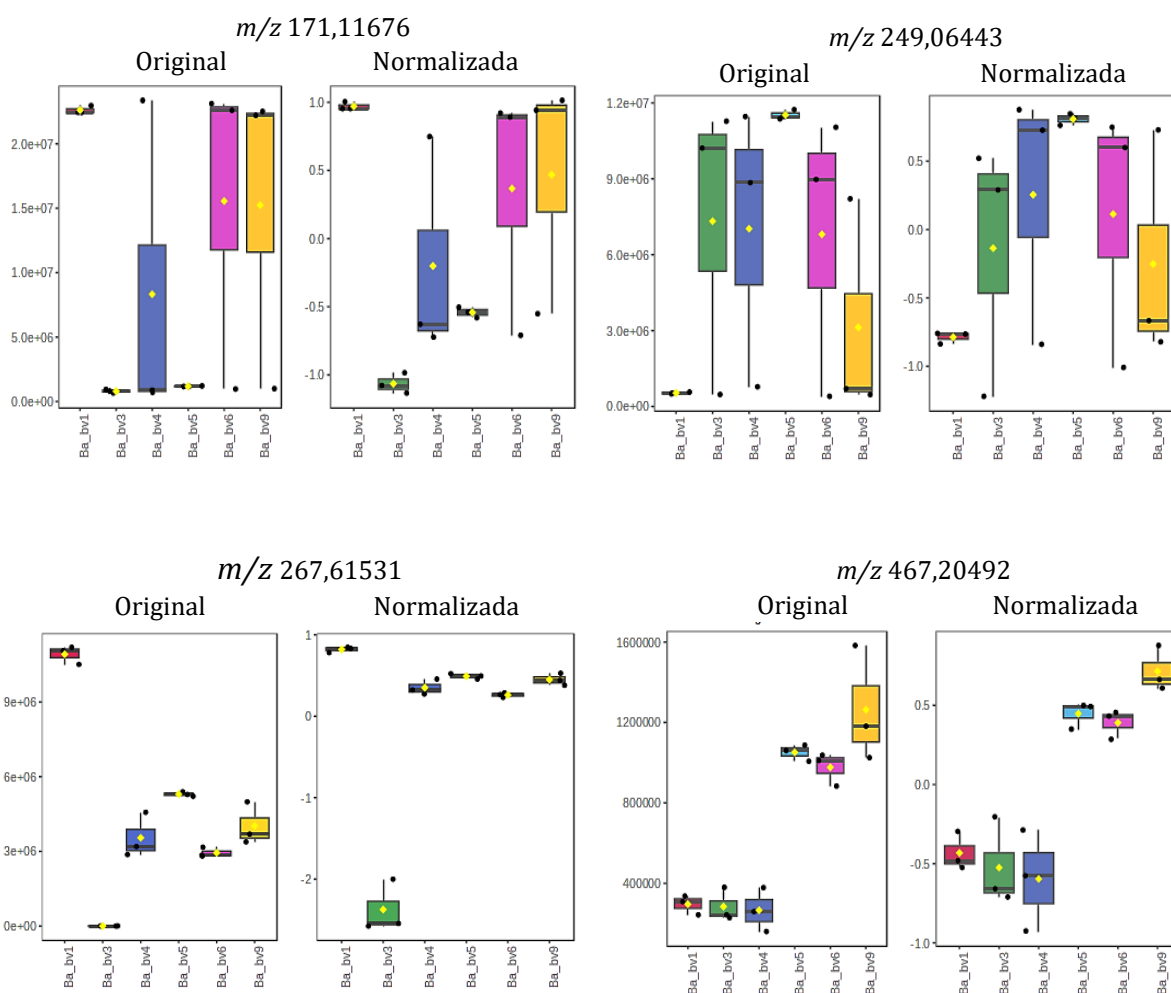 m/z 171,11676
Original
Normalizada
2.0e+07
1.5e+07
1.0e+07
5.0e+06
0.0e+00
Ba_bv1
Ba_bv3
Ba_bv4
Ba_bv5
Ba_bv6
Ba_bv9
1.0
0.5
0.0
-0.5
-1.0
Ba_bv1
Ba_bv3
Ba_bv4
Ba_bv5
Ba_bv6
Ba_bv9
m/z 249,06443
Original
Normalizada
1.2e+07
9.0e+06
6.0e+06
3.0e+06
0.0e+00
Ba_bv1
Ba_bv3
Ba_bv4
Ba_bv5
Ba_bv6
Ba_bv9
0.5
0.0
-0.5
-1.0
Ba_bv1
Ba_bv3
Ba_bv4
Ba_bv5
Ba_bv6
Ba_bv9
m/z 267,61531
Original
Normalizada
9e+06
6e+06
3e+06
0e+00
Ba_bv1
Ba_bv3
Ba_bv4
Ba_bv5
Ba_bv6
Ba_bv9
1
0
-1
-2
Ba_bv1
Ba_bv3
Ba_bv4
Ba_bv5
Ba_bv6
Ba_bv9
m/z 467,20492
Original
Normalizada
1600000
1200000
800000
400000
Ba_bv1
Ba_bv3
Ba_bv4
Ba_bv5
Ba_bv6
Ba_bv9
0.5
0.0
-0.5
-1.0
Ba_bv1
Ba_bv3
Ba_bv4
Ba_bv5
Ba_bv6
Ba_bv9